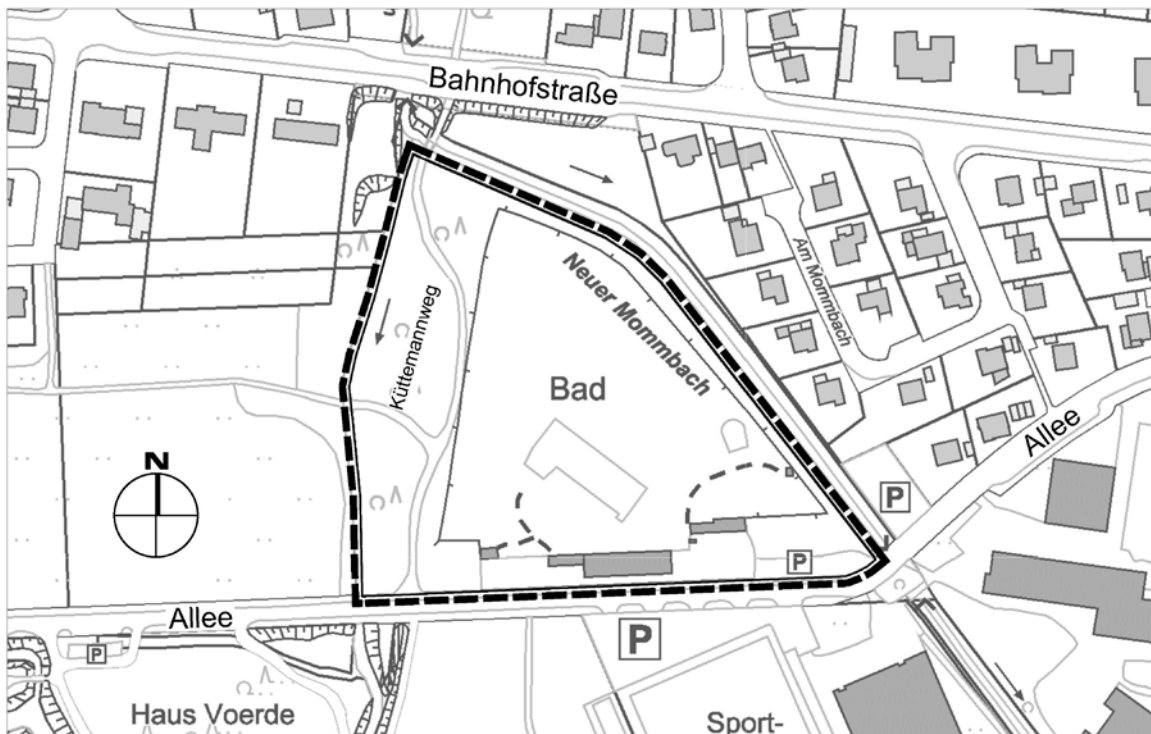 Bahnhofstraße
Neuer Mommbach
Am Mommbach
Küttemannweg
Bad
Allee
N
P
P
Allee
P
P
Haus Voerde
Sport-